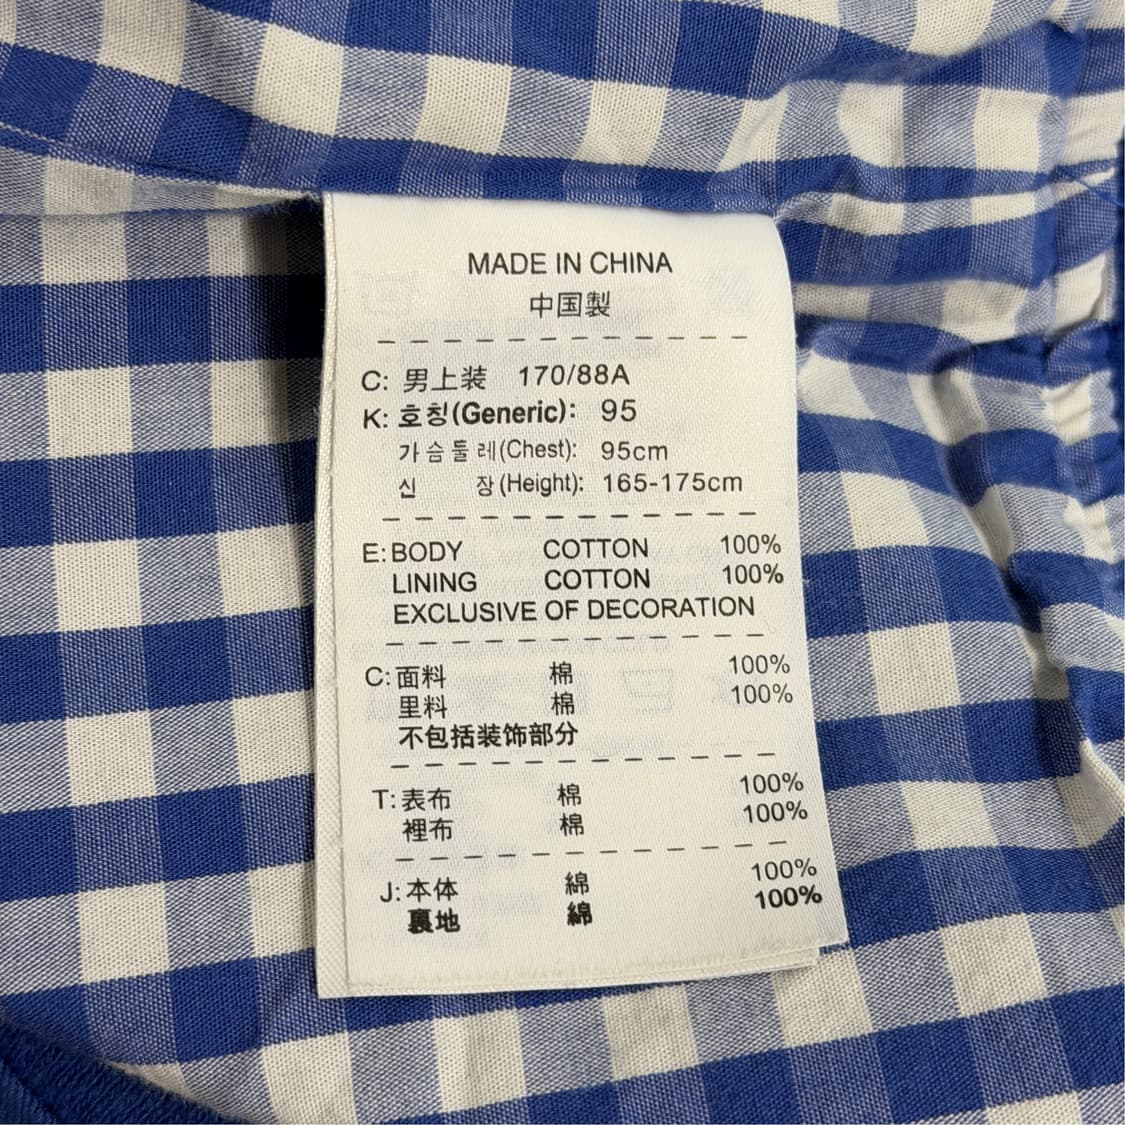 MADE IN CHINA
中国製
C: 男上装 170/88A
K: 호칭(Generic): 95
가슴둘레(Chest): 95cm
신 장(Height): 165-175cm
E: BODY COTTON 100%
LINING COTTON 100%
EXCLUSIVE OF DECORATION
C: 面料 棉 100%
里料 棉 100%
不包括装饰部分
T: 表布 棉 100%
裡布 棉 100%
J: 本体 綿 100%
裏地 綿 100%